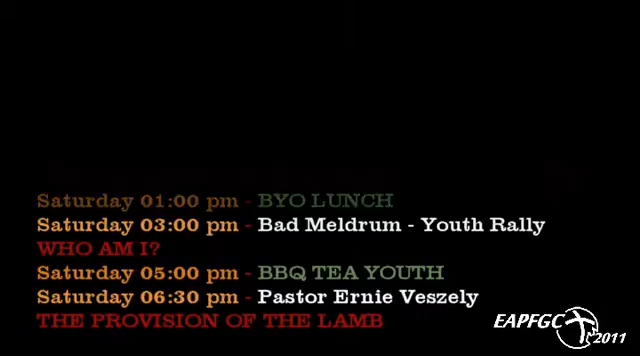 Saturday 01:00 pm - BYO LUNCH
Saturday 03:00 pm - Bad Meldrum - Youth Rally
WHO AM I?
Saturday 05:00 pm - BBQ TEA YOUTH
Saturday 06:30 pm - Pastor Ernie Veszely
THE PROVISION OF THE LAMB
EAPFGC 2011